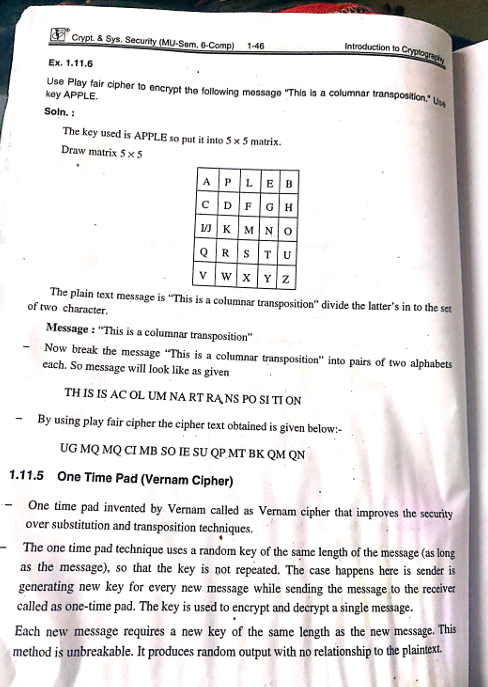 Crypt. & Sys. Security (MU-Sem. 6-Comp) 1-46 Introduction to Cryptography
Ex. 1.11.6
Use Play fair cipher to encrypt the following message "This is a columnar transposition." Use
key APPLE.
Soln. :
The key used is APPLE so put it into 5 × 5 matrix.
Draw matrix 5 × 5
A P L E B
C D F G H
I/J K M N O
Q R S T U
V W X Y Z
The plain text message is "This is a columnar transposition" divide the latter's in to the set
of two character.
Message : "This is a columnar transposition"
– Now break the message "This is a columnar transposition" into pairs of two alphabets
each. So message will look like as given
TH IS IS AC OL UM NA RT RA NS PO SI TI ON
– By using play fair cipher the cipher text obtained is given below:-
UG MQ MQ CI MB SO IE SU QP MT BK QM QN
1.11.5 One Time Pad (Vernam Cipher)
– One time pad invented by Vernam called as Vernam cipher that improves the security
over substitution and transposition techniques.
– The one time pad technique uses a random key of the same length of the message (as long
as the message), so that the key is not repeated. The case happens here is sender is
generating new key for every new message while sending the message to the receiver
called as one-time pad. The key is used to encrypt and decrypt a single message.
Each new message requires a new key of the same length as the new message. This
method is unbreakable. It produces random output with no relationship to the plaintext.